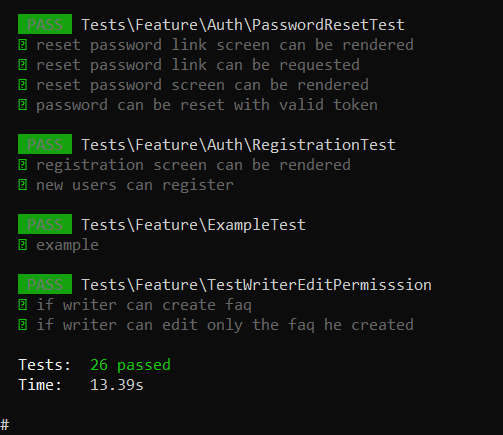 PASS Tests\Feature\Auth\PasswordResetTest
reset password link screen can be rendered
reset password link can be requested
reset password screen can be rendered
password can be reset with valid token
PASS Tests\Feature\Auth\RegistrationTest
registration screen can be rendered
new users can register
PASS Tests\Feature\ExampleTest
example
PASS Tests\Feature\TestWriterEditPermisssion
if writer can create faq
if writer can edit only the faq he created
Tests: 26 passed
Time: 13.39s
#